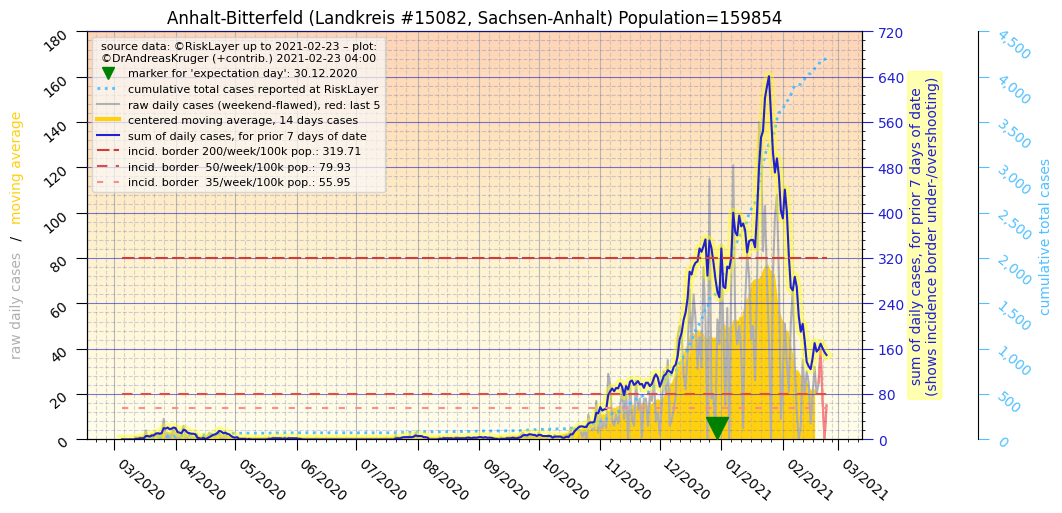 Anhalt-Bitterfeld (Landkreis #15082, Sachsen-Anhalt) Population=159854
source data: ©RiskLayer up to 2021-02-23 – plot:
©DrAndreasKruger (+contrib.) 2021-02-23 04:00
marker for 'expectation day': 30.12.2020
cumulative total cases reported at RiskLayer
raw daily cases (weekend-flawed), red: last 5
centered moving average, 14 days cases
sum of daily cases, for prior 7 days of date
incid. border 200/week/100k pop.: 319.71
incid. border 50/week/100k pop.: 79.93
incid. border 35/week/100k pop.: 55.95
raw daily cases / moving average
180
160
140
120
100
80
60
40
20
0
03/2020
04/2020
05/2020
06/2020
07/2020
08/2020
09/2020
10/2020
11/2020
12/2020
01/2021
02/2021
03/2021
720
640
560
480
400
320
240
160
80
0
sum of daily cases, for prior 7 days of date
(shows incidence border under-/overshooting)
4,500
4,000
3,500
3,000
2,500
2,000
1,500
1,000
500
0
cumulative total cases